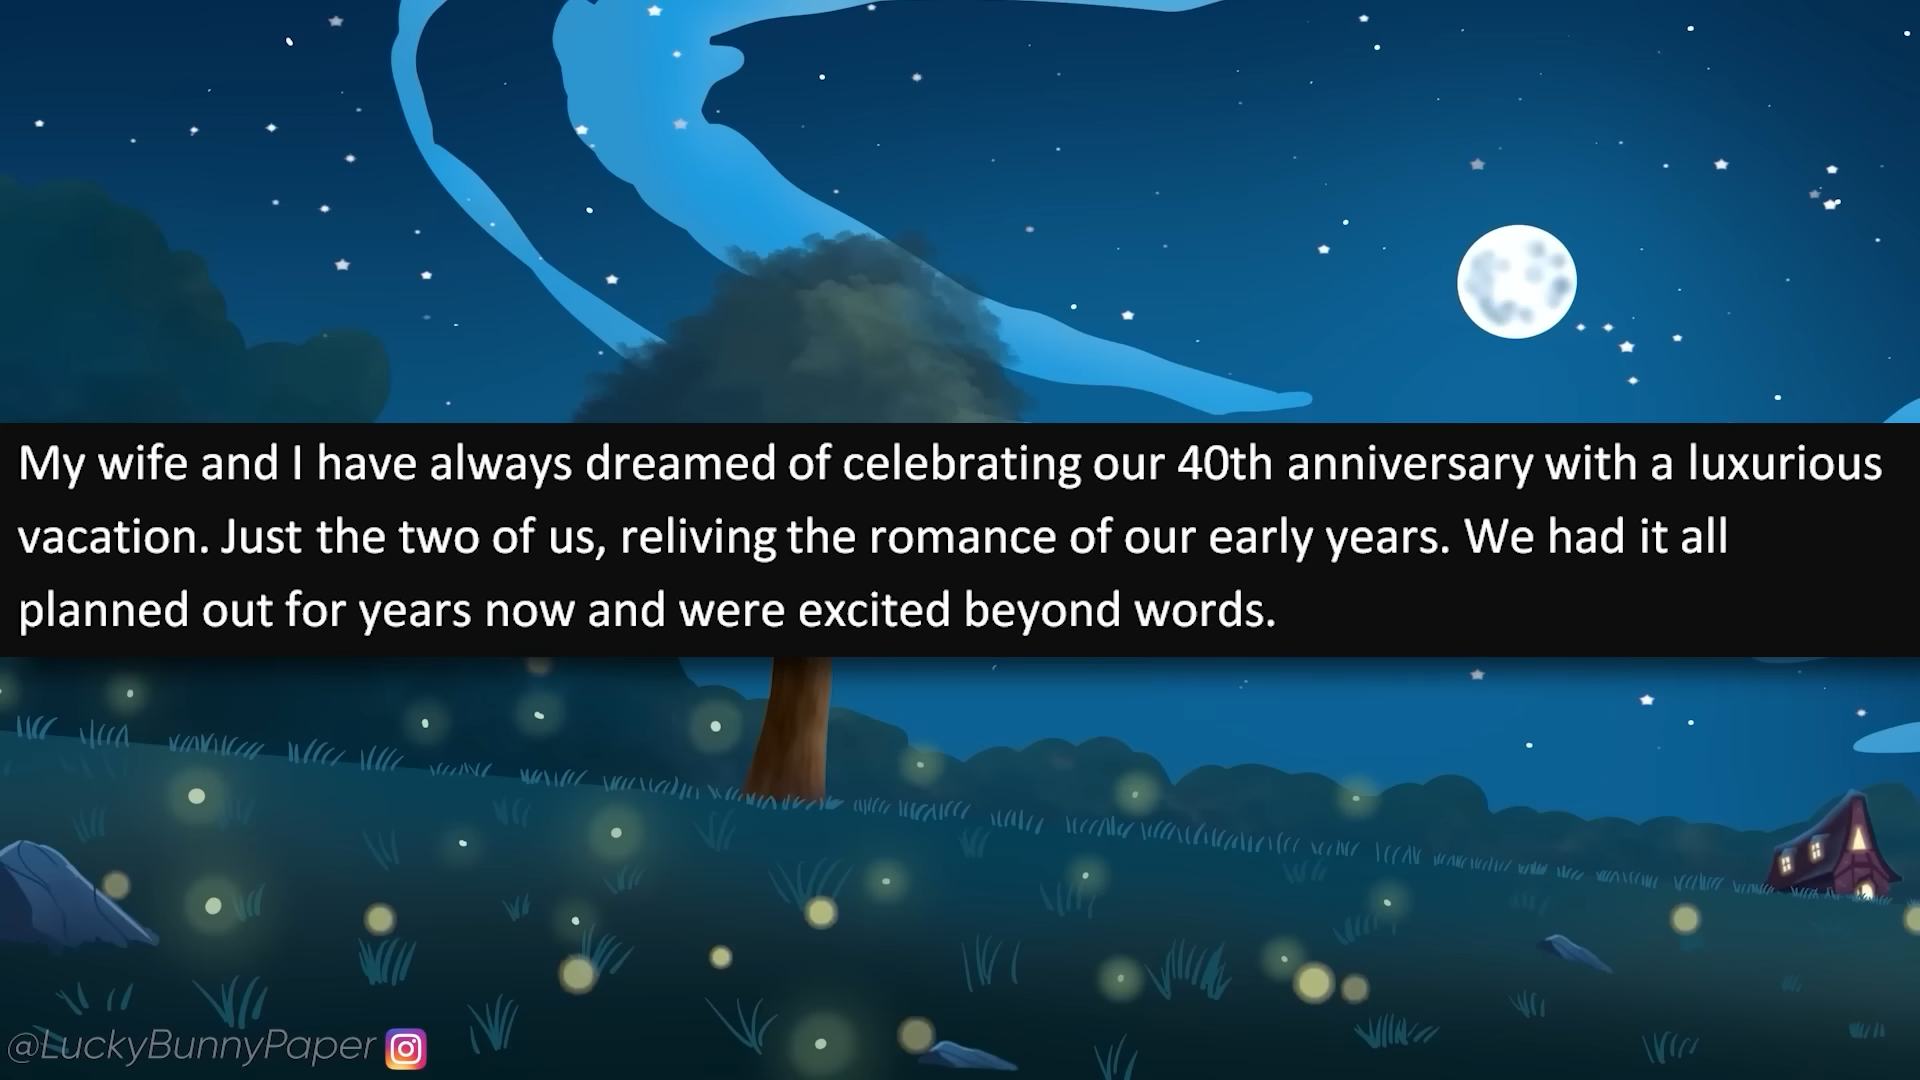 My wife and I have always dreamed of celebrating our 40th anniversary with a luxurious
vacation. Just the two of us, reliving the romance of our early years. We had it all
planned out for years now and were excited beyond words.
@LuckyBunnyPaper